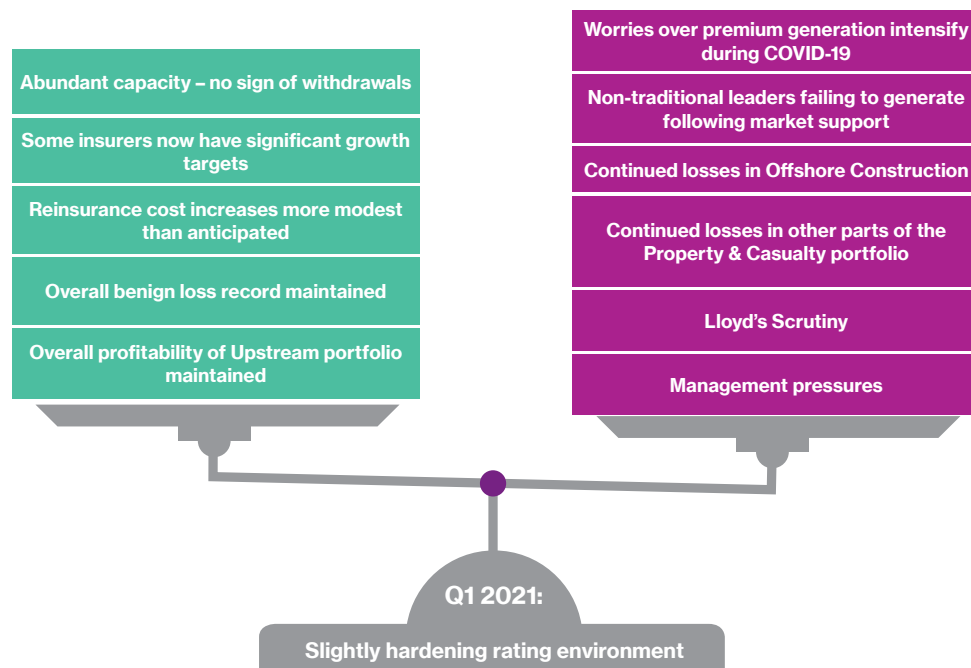 Abundant capacity – no sign of withdrawals
Some insurers now have significant growth
targets
Reinsurance cost increases more modest
than anticipated
Overall benign loss record maintained
Overall profitability of Upstream portfolio
maintained
Worries over premium generation intensify
during COVID-19
Non-traditional leaders failing to generate
following market support
Continued losses in Offshore Construction
Continued losses in other parts of the
Property & Casualty portfolio
Lloyd’s Scrutiny
Management pressures
Q1 2021:
Slightly hardening rating environment